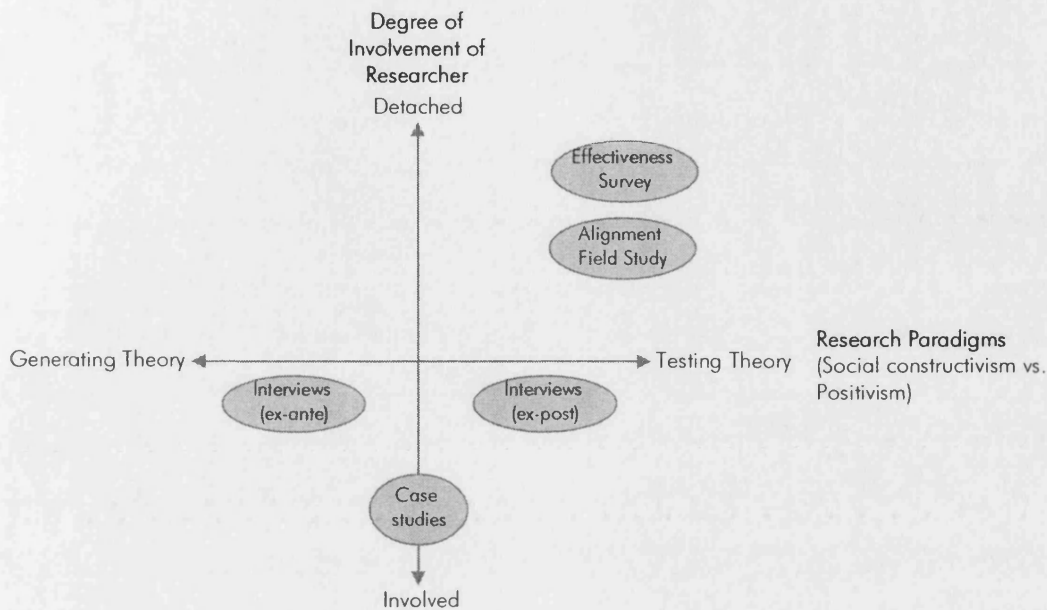 Degree of
Involvement of
Researcher
Detached
Effectiveness
Survey
Alignment
Field Study
Generating Theory
Testing Theory
Research Paradigms
(Social constructivism vs.
Positivism)
Interviews
(ex-ante)
Interviews
(ex-post)
Case
studies
Involved